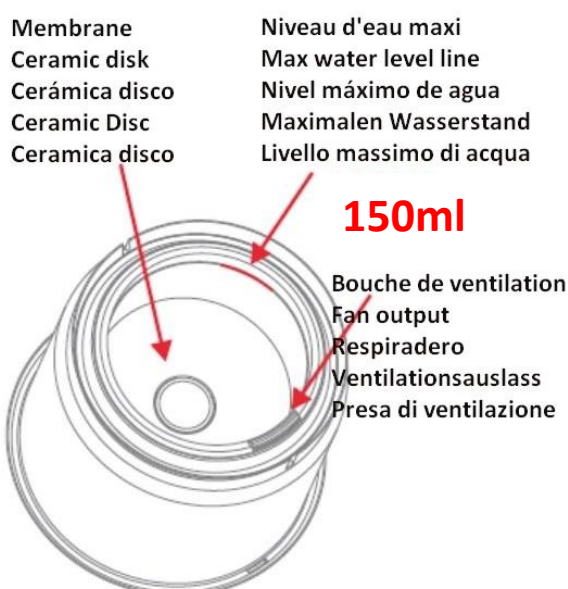 Membrane
Ceramic disk
Cerámica disco
Ceramic Disc
Ceramica disco
Niveau d'eau maxi
Max water level line
Nivel máximo de agua
Maximalen Wasserstand
Livello massimo di acqua
150ml
Bouche de ventilation
Fan output
Respiradero
Ventilationsauslass
Presa di ventilazione